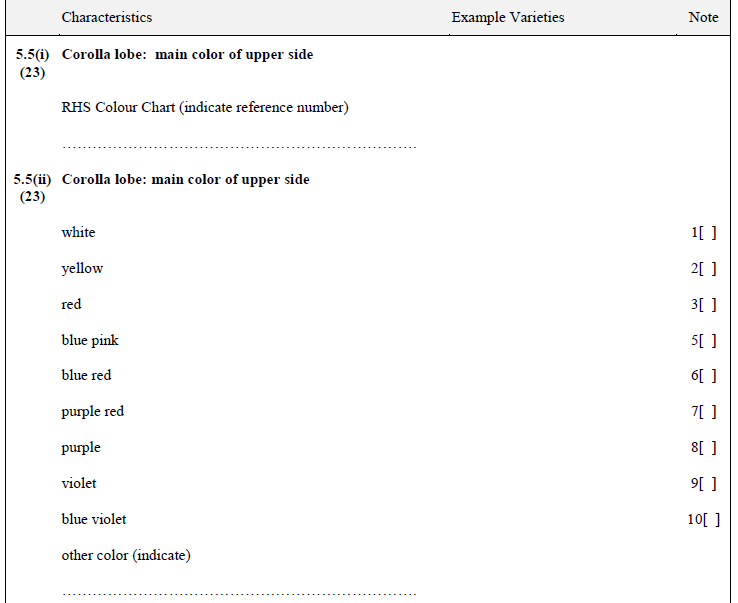 Characteristics Example Varieties Note
5.5(i) Corolla lobe: main color of upper side
(23)
RHS Colour Chart (indicate reference number)
……………………………………………………………
5.5(ii) Corolla lobe: main color of upper side
(23)
white 1[ ]
yellow 2[ ]
red 3[ ]
blue pink 5[ ]
blue red 6[ ]
purple red 7[ ]
purple 8[ ]
violet 9[ ]
blue violet 10[ ]
other color (indicate)
……………………………………………………………